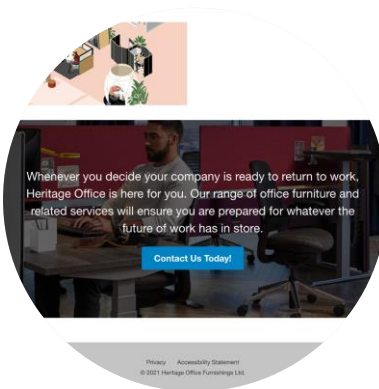 Whenever you decide your company is ready to return to work,
Heritage Office is here for you. Our range of office furniture and
related services will ensure you are prepared for whatever the
future of work has in store.
Contact Us Today!
Privacy Accessibility Statement
© 2021 Heritage Office Furnishings Ltd.